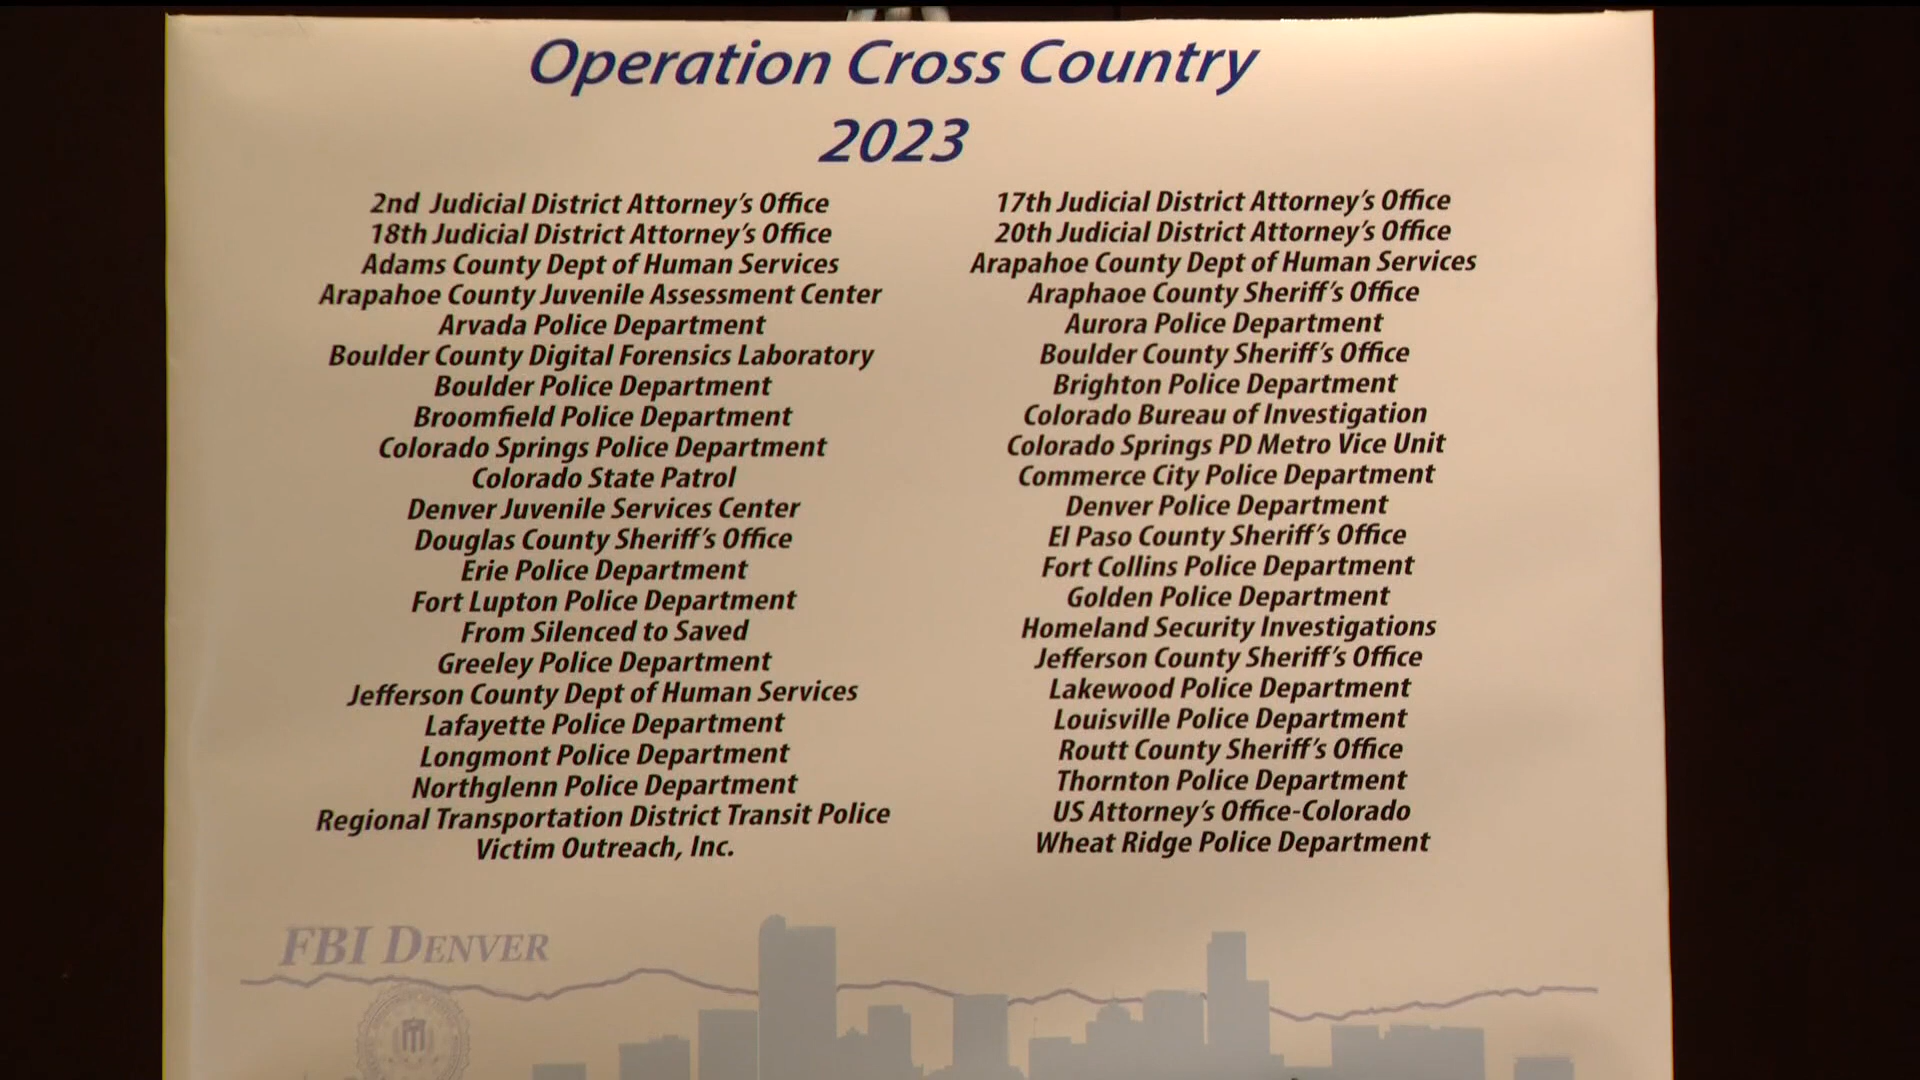 Operation Cross Country
2023
2nd Judicial District Attorney's Office
18th Judicial District Attorney's Office
Adams County Dept of Human Services
Arapahoe County Juvenile Assessment Center
Arvada Police Department
Boulder County Digital Forensics Laboratory
Boulder Police Department
Broomfield Police Department
Colorado Springs Police Department
Colorado State Patrol
Denver Juvenile Services Center
Douglas County Sheriff's Office
Erie Police Department
Fort Lupton Police Department
From Silenced to Saved
Greeley Police Department
Jefferson County Dept of Human Services
Lafayette Police Department
Longmont Police Department
Northglenn Police Department
Regional Transportation District Transit Police
Victim Outreach, Inc.
17th Judicial District Attorney's Office
20th Judicial District Attorney's Office
Arapahoe County Dept of Human Services
Araphaoe County Sheriff's Office
Aurora Police Department
Boulder County Sheriff's Office
Brighton Police Department
Colorado Bureau of Investigation
Colorado Springs PD Metro Vice Unit
Commerce City Police Department
Denver Police Department
El Paso County Sheriff's Office
Fort Collins Police Department
Golden Police Department
Homeland Security Investigations
Jefferson County Sheriff's Office
Lakewood Police Department
Louisville Police Department
Routt County Sheriff's Office
Thornton Police Department
US Attorney's Office-Colorado
Wheat Ridge Police Department
FBI DENVER